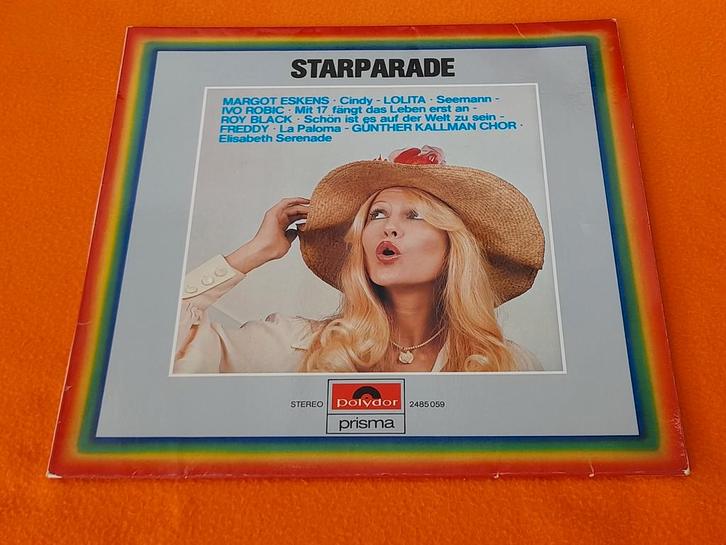 STARPARADE
MARGOT ESKENS · Cindy - LOLITA · Seemann -
IVO ROBIC · Mit 17 fängt das Leben erst an -
ROY BLACK · Schön ist es auf der Welt zu sein -
FREDDY · La Paloma - GÜNTHER KALLMAN CHOR ·
Elisabeth Serenade
STEREO Polydor 2485 059
prisma